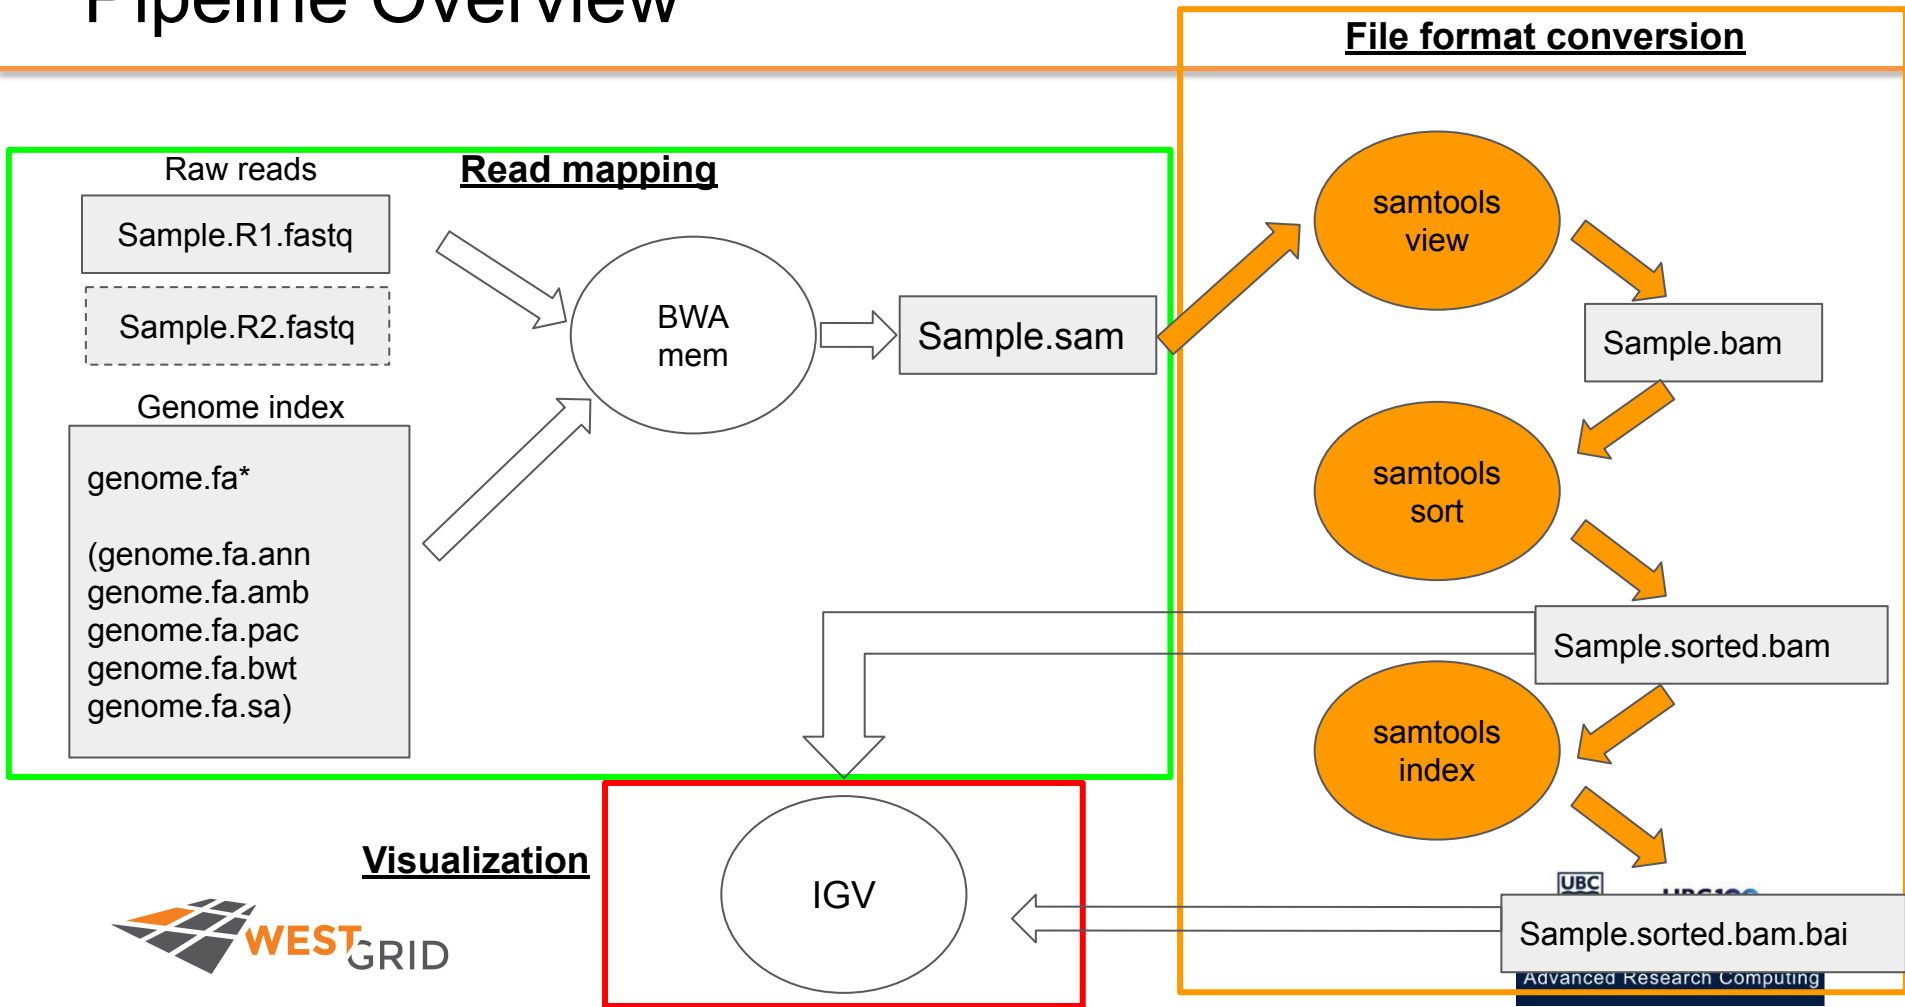 Pipeline Overview
File format conversion
Raw reads
Read mapping
Sample.R1.fastq
Sample.R2.fastq
Genome index
genome.fa*
(genome.fa.ann
genome.fa.amb
genome.fa.pac
genome.fa.bwt
genome.fa.sa)
BWA
mem
Sample.sam
samtools
view
Sample.bam
samtools
sort
Sample.sorted.bam
samtools
index
Visualization
IGV
Sample.sorted.bam.bai
WESTGRID
UBC
Advanced Research Computing